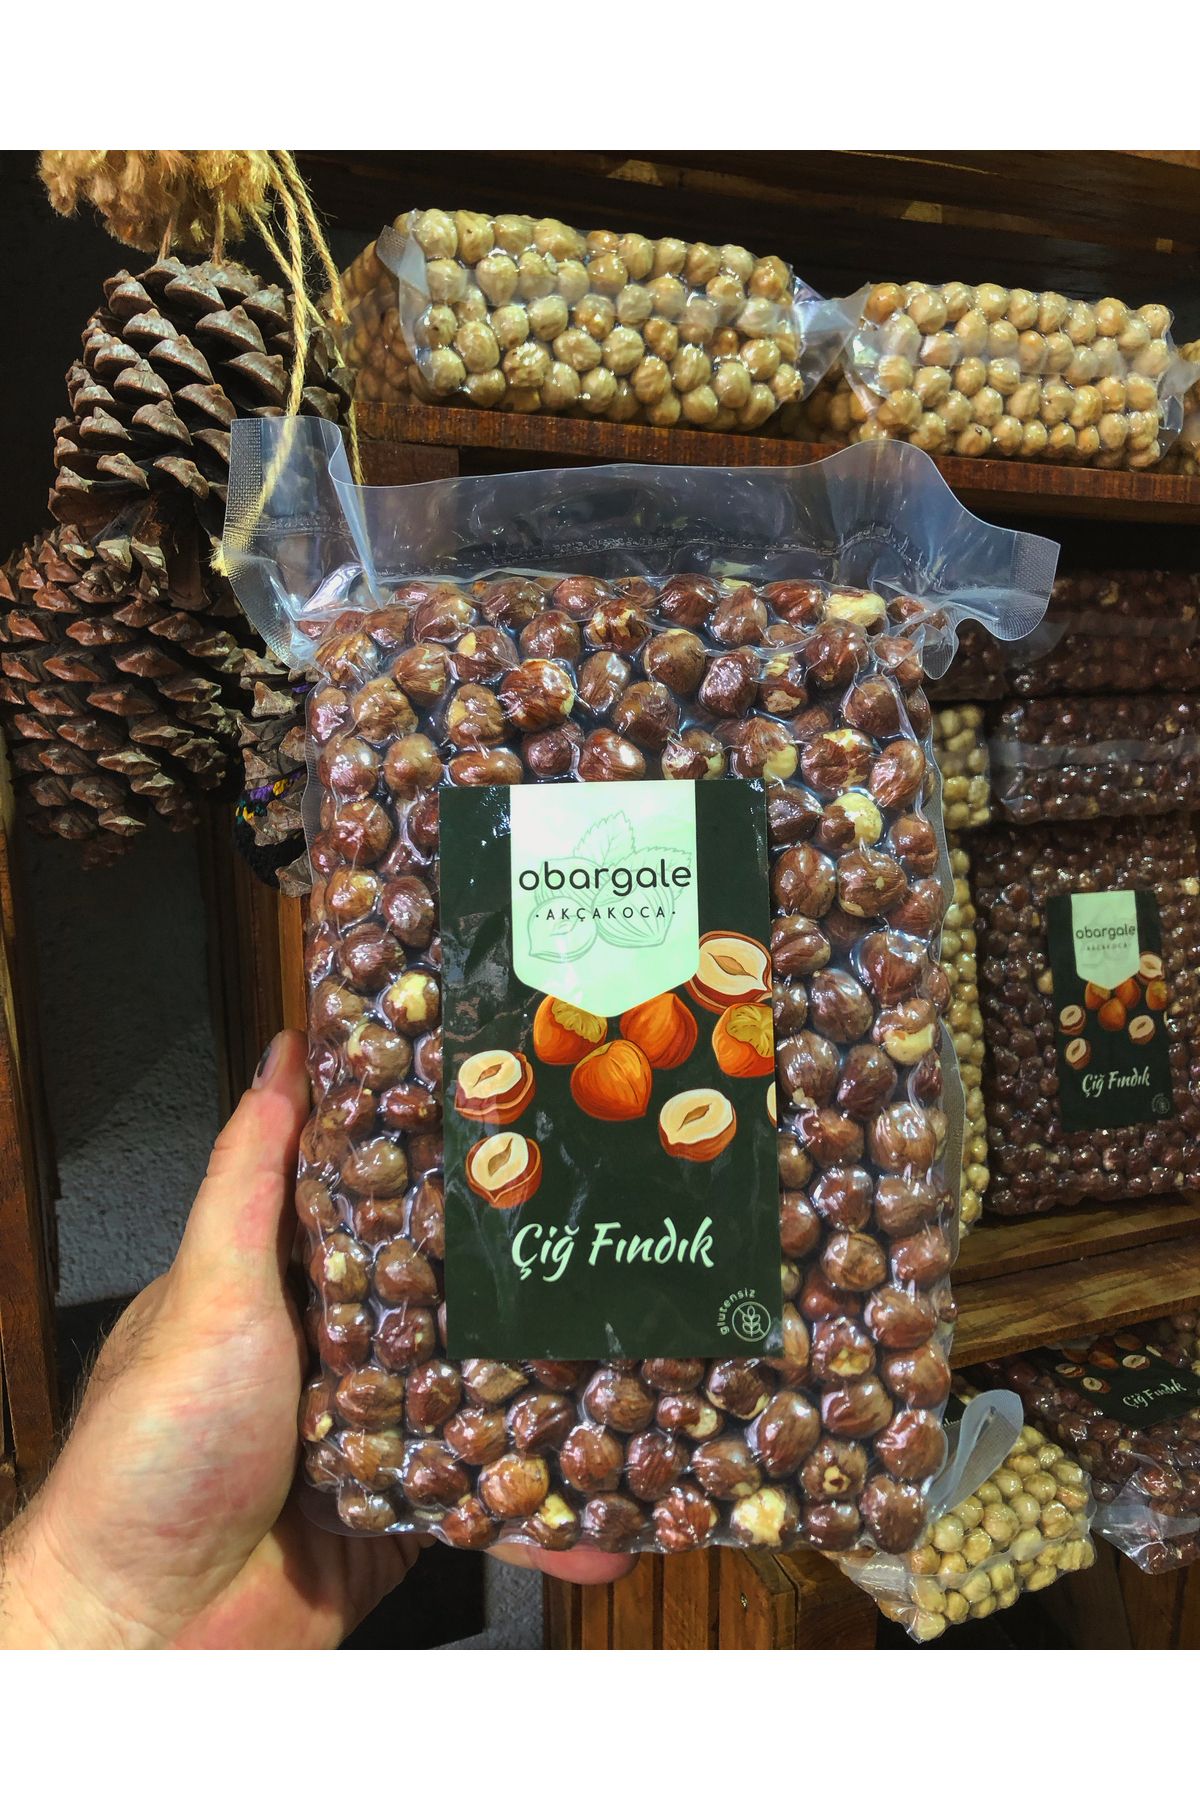 obargale
·AKÇAKOCA·
Çiğ Fındık
glutensiz
obargale
AKÇAKOCA
Çiğ Fındık
Çiğ Fındık